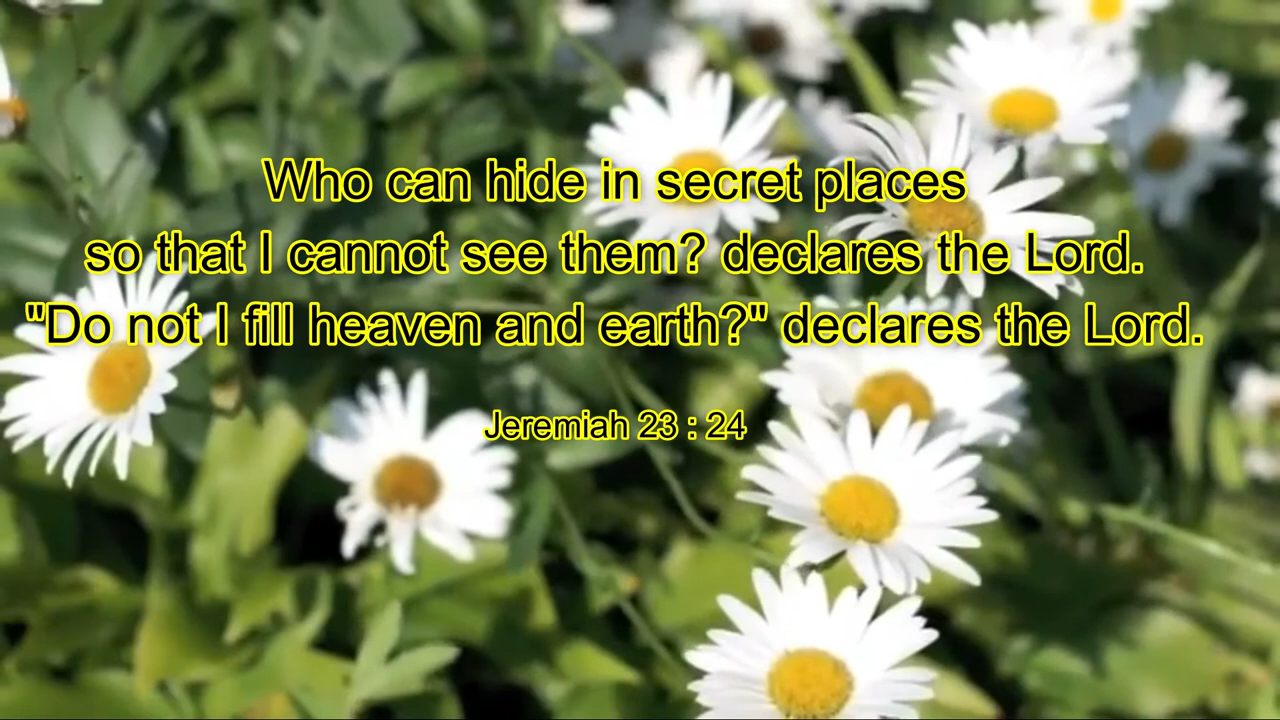 Who can hide in secret places
so that I cannot see them? declares the Lord.
"Do not I fill heaven and earth?" declares the Lord.
Jeremiah 23 : 24